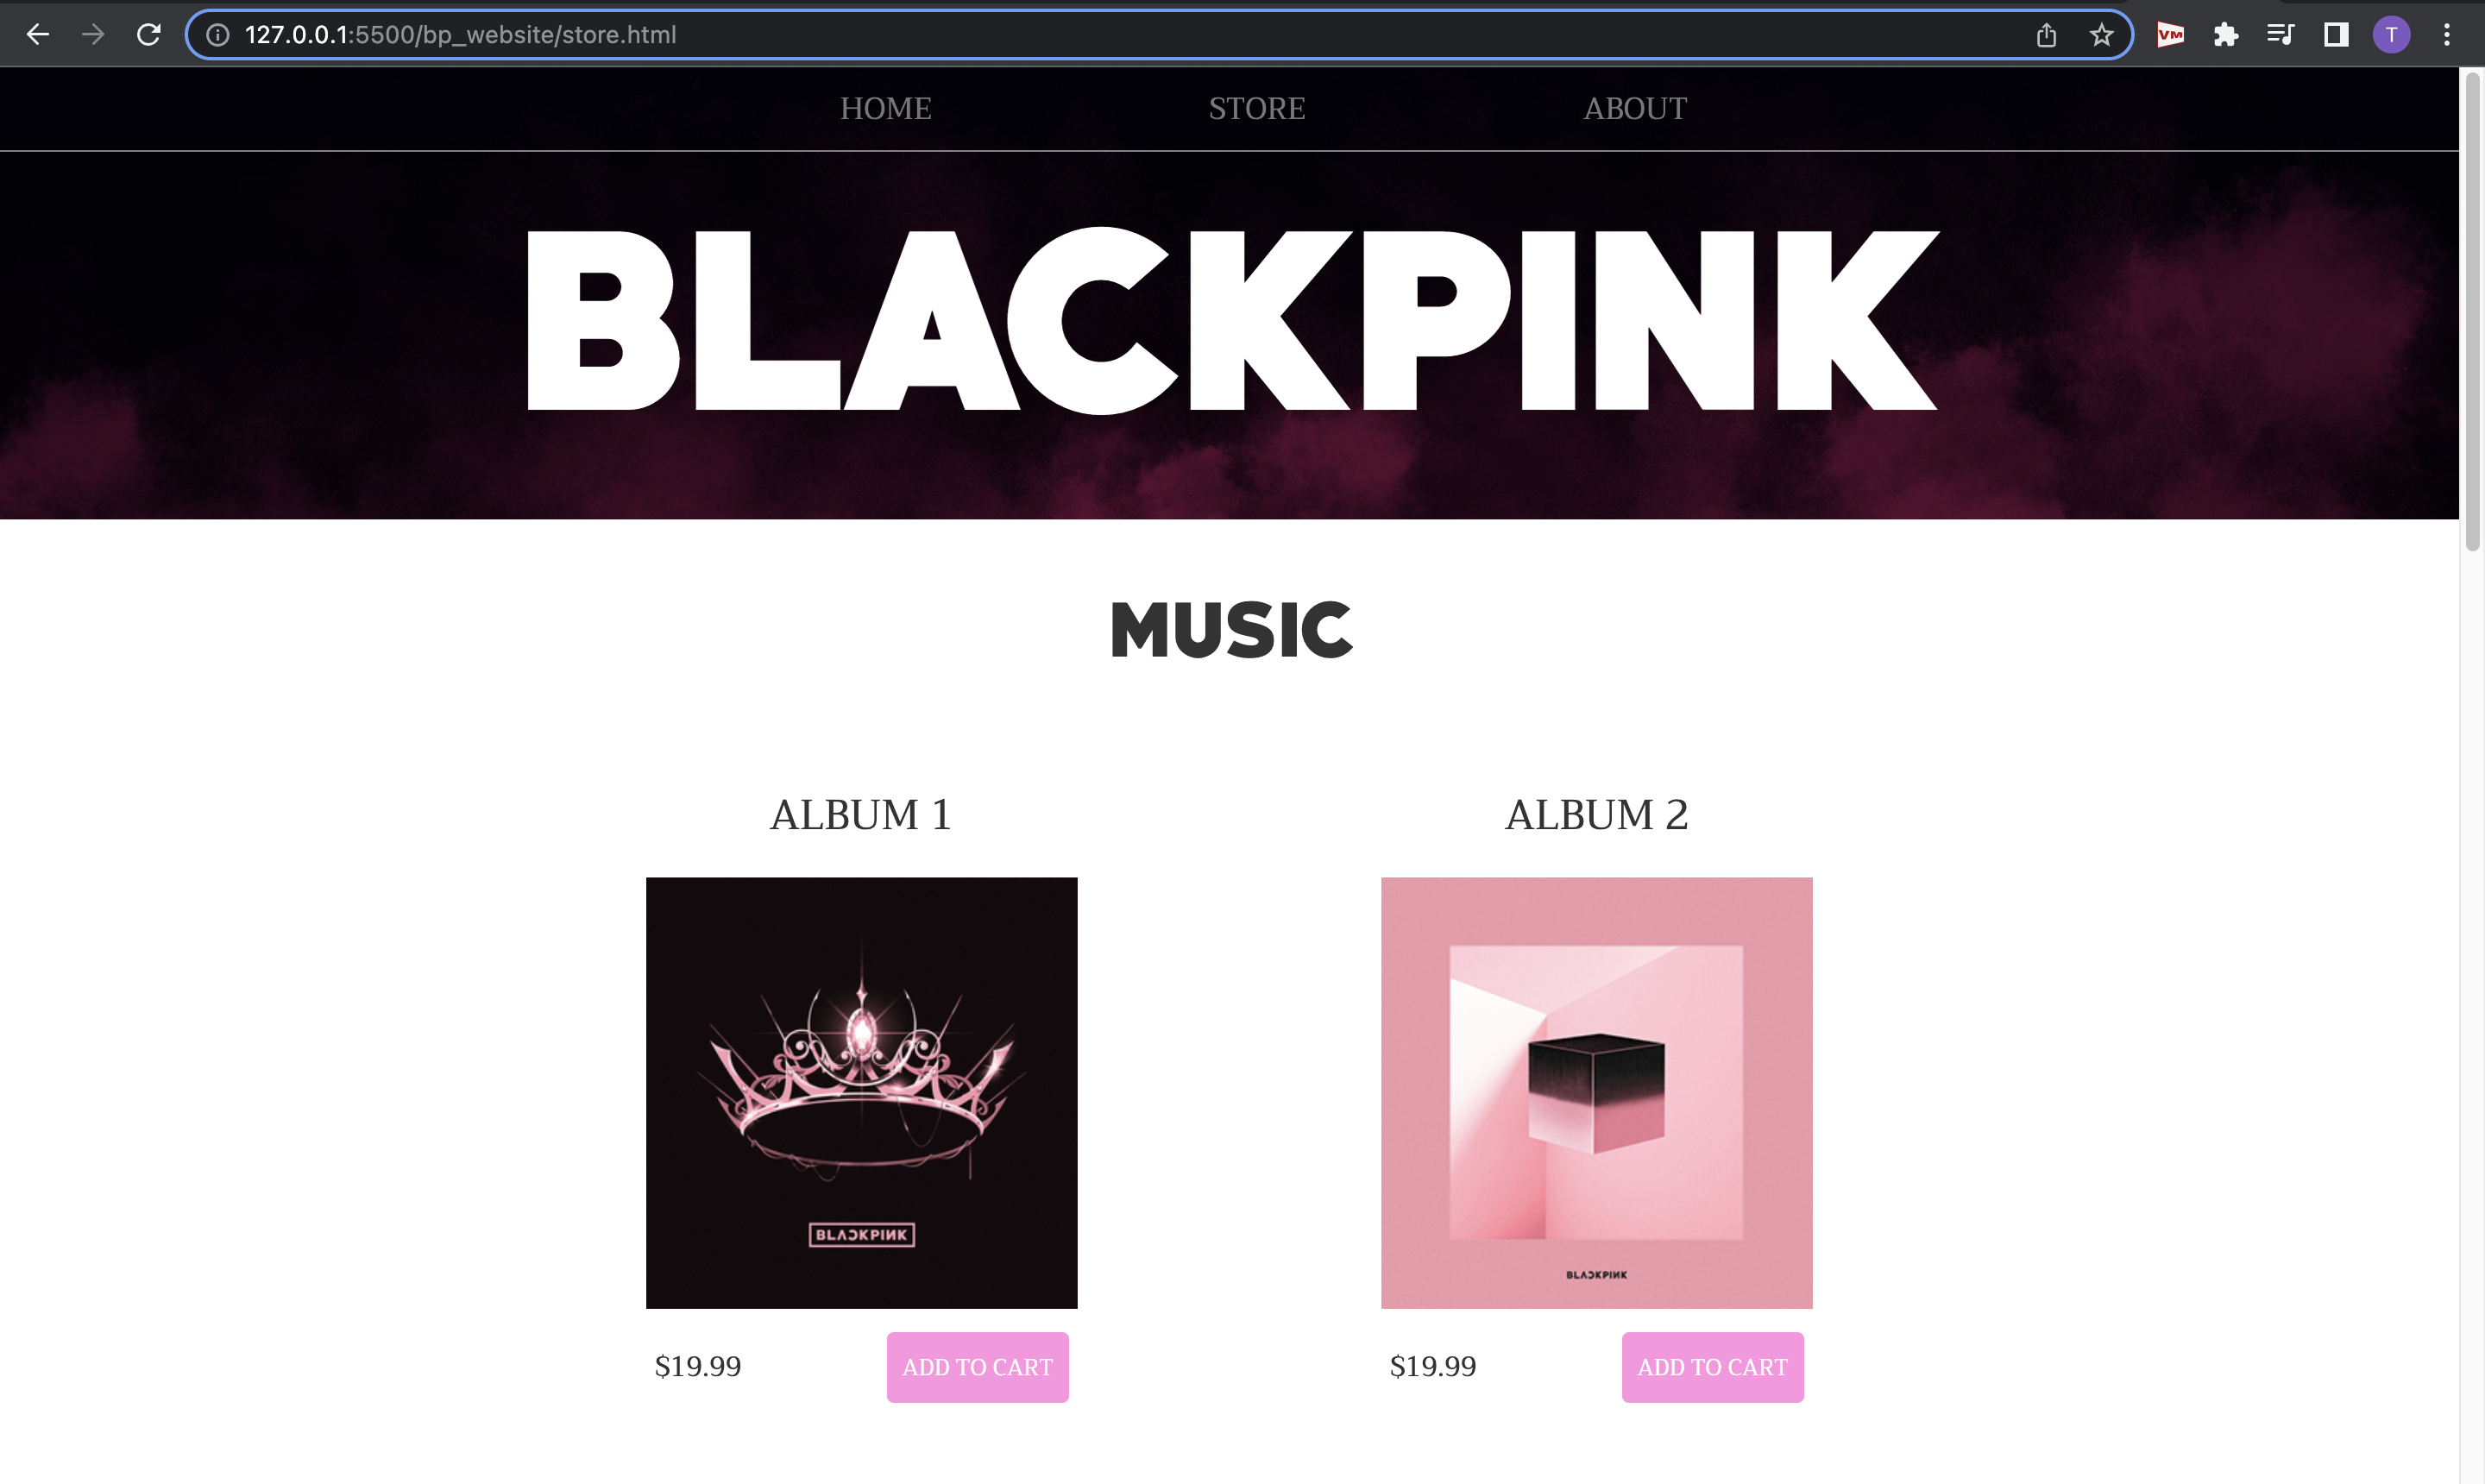 127.0.0.1:5500/bp_website/store.html
VM
T
HOME STORE ABOUT
BLACKPINK
MUSIC
ALBUM 1 ALBUM 2
BLACKPINK
BLACKPINK
$19.99 ADD TO CART $19.99 ADD TO CART